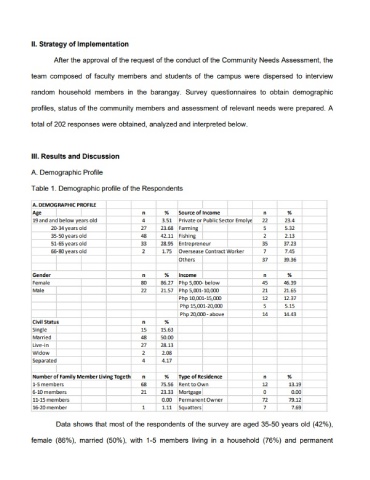 II. Strategy of Implementation
After the approval of the request of the conduct of the Community Needs Assessment, the
team composed of faculty members and students of the campus were dispersed to interview
random household members in the barangay. Survey questionnaires to obtain demographic
profiles, status of the community members and assessment of relevant needs were prepared. A
total of 202 responses were obtained, analyzed and interpreted below.
III. Results and Discussion
A. Demographic Profile
Table 1. Demographic profile of the Respondents
A. DEMOGRAPHIC PROFILE
Age n % Source of Income n %
19 and and below years old 4 3.51 Private or Public Sector Emolye 22 23.4
20-34 years old 27 23.68 Farming 5 5.32
35-50 years old 48 42.11 Fishing 2 2.13
51-65 years old 33 28.95 Entrepreneur 35 37.23
66-80 years old 2 1.75 Oversease Contract Worker 7 7.45
Others 37 39.36
Gender n % Income n %
Female 80 86.27 Php 5,000- below 45 46.39
Male 22 21.57 Php 5,001-10,000 21 21.65
Php 10,001-15,000 12 12.37
Php 15,001-20,000 5 5.15
Php 20,000 - above 14 14.43
Civil Status n %
Single 15 15.63
Married 48 50.00
Live-in 27 28.13
Widow 2 2.08
Separated 4 4.17
Number of Family Member Living Togeth n % Type of Residence n %
1-5 members 68 75.56 Rent to Own 12 13.19
6-10 members 21 23.33 Mortgage 0 0.00
11-15 members 0.00 Permanent Owner 72 79.12
16-20 member 1 1.11 Squatters 7 7.69
Data shows that most of the respondents of the survey are aged 35-50 years old (42%),
female (86%), married (50%), with 1-5 members living in a household (76%) and permanent